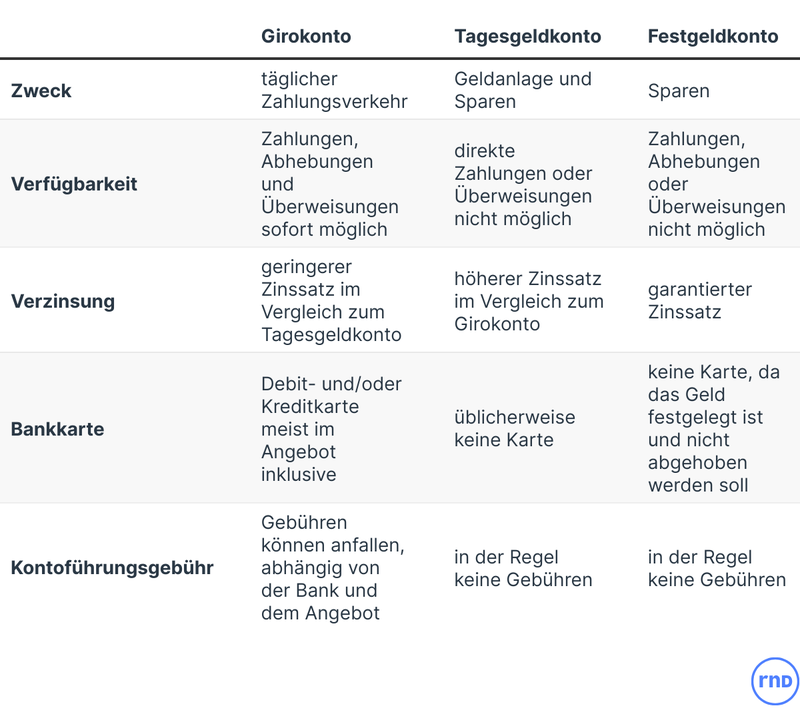 Girokonto Tagesgeldkonto Festgeldkonto
Zweck
täglicher
Zahlungsverkehr
Geldanlage und
Sparen
Sparen
Verfügbarkeit
Zahlungen,
Abhebungen
und
Überweisungen
sofort möglich
direkte
Zahlungen oder
Überweisungen
nicht möglich
Zahlungen,
Abhebungen
oder
Überweisungen
nicht möglich
Verzinsung
geringerer
Zinssatz im
Vergleich zum
Tagesgeldkonto
höherer Zinssatz
im Vergleich zum
Girokonto
garantierter
Zinssatz
Bankkarte
Debit- und/oder
Kreditkarte
meist im
Angebot
inklusive
üblicherweise
keine Karte
keine Karte, da
das Geld
festgelegt ist
und nicht
abgehoben
werden soll
Kontoführungsgebühr
Gebühren
können anfallen,
abhängig von
der Bank und
dem Angebot
in der Regel
keine Gebühren
in der Regel
keine Gebühren
rnD